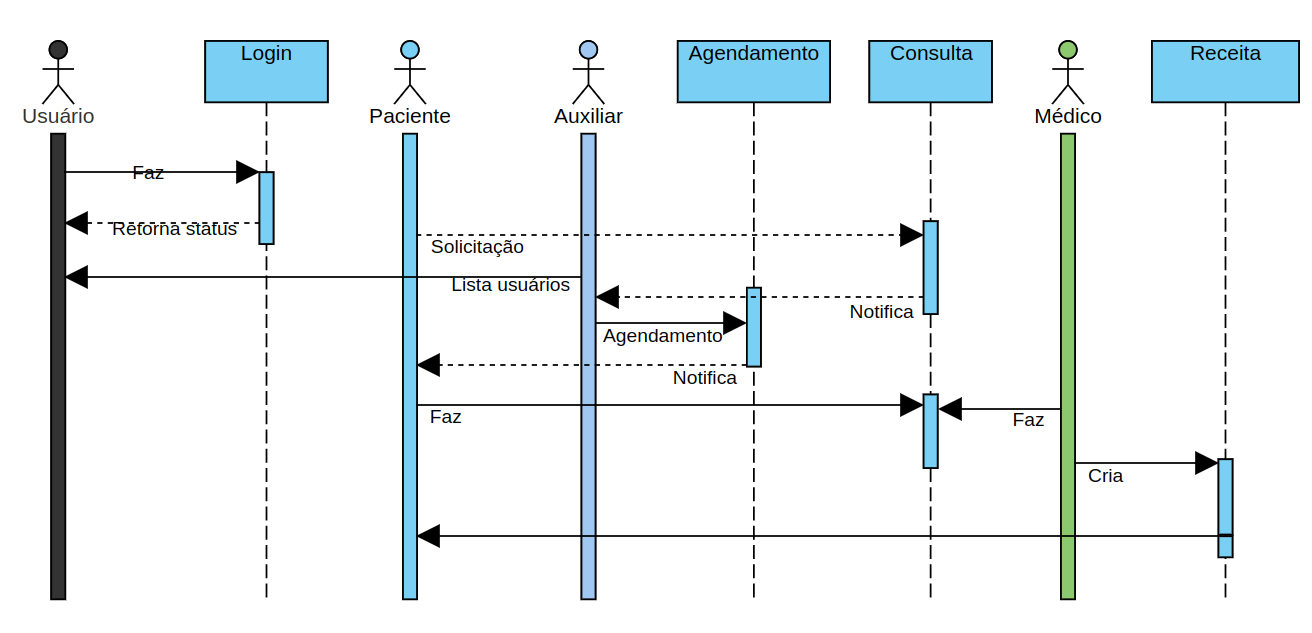 Login
Agendamento
Consulta
Receita
Usuário
Paciente
Auxiliar
Médico
Faz
Retorna status
Solicitação
Lista usuários
Notifica
Agendamento
Notifica
Faz
Faz
Cria